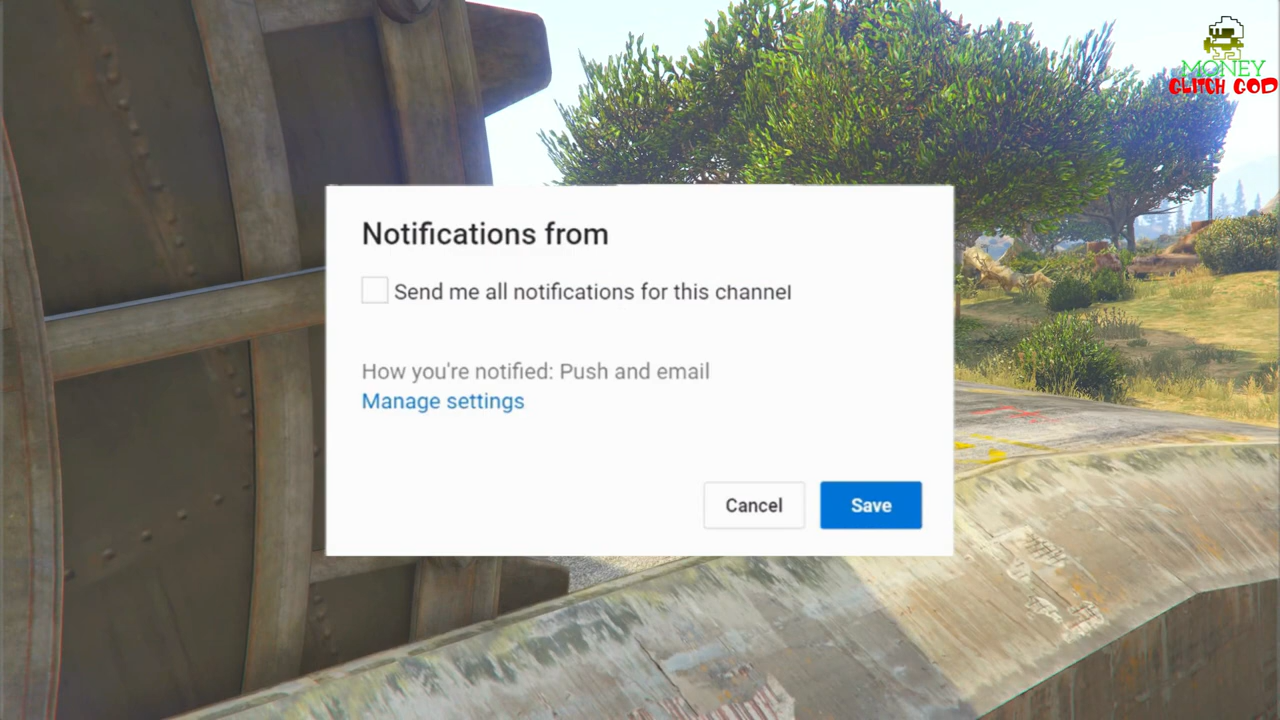 MONEY
GLITCH GOD
Notifications from
Send me all notifications for this channel
How you're notified: Push and email
Manage settings
Cancel
Save